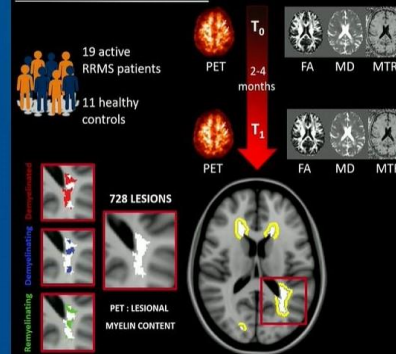 19 active
RRMS patients
11 healthy
controls
PET
T0
FA MD MTR
2-4
months
T1
PET
FA MD MTR
Demyelinated
728 LESIONS
Demyelinating
Remyelinating
PET : LESIONAL
MYELIN CONTENT